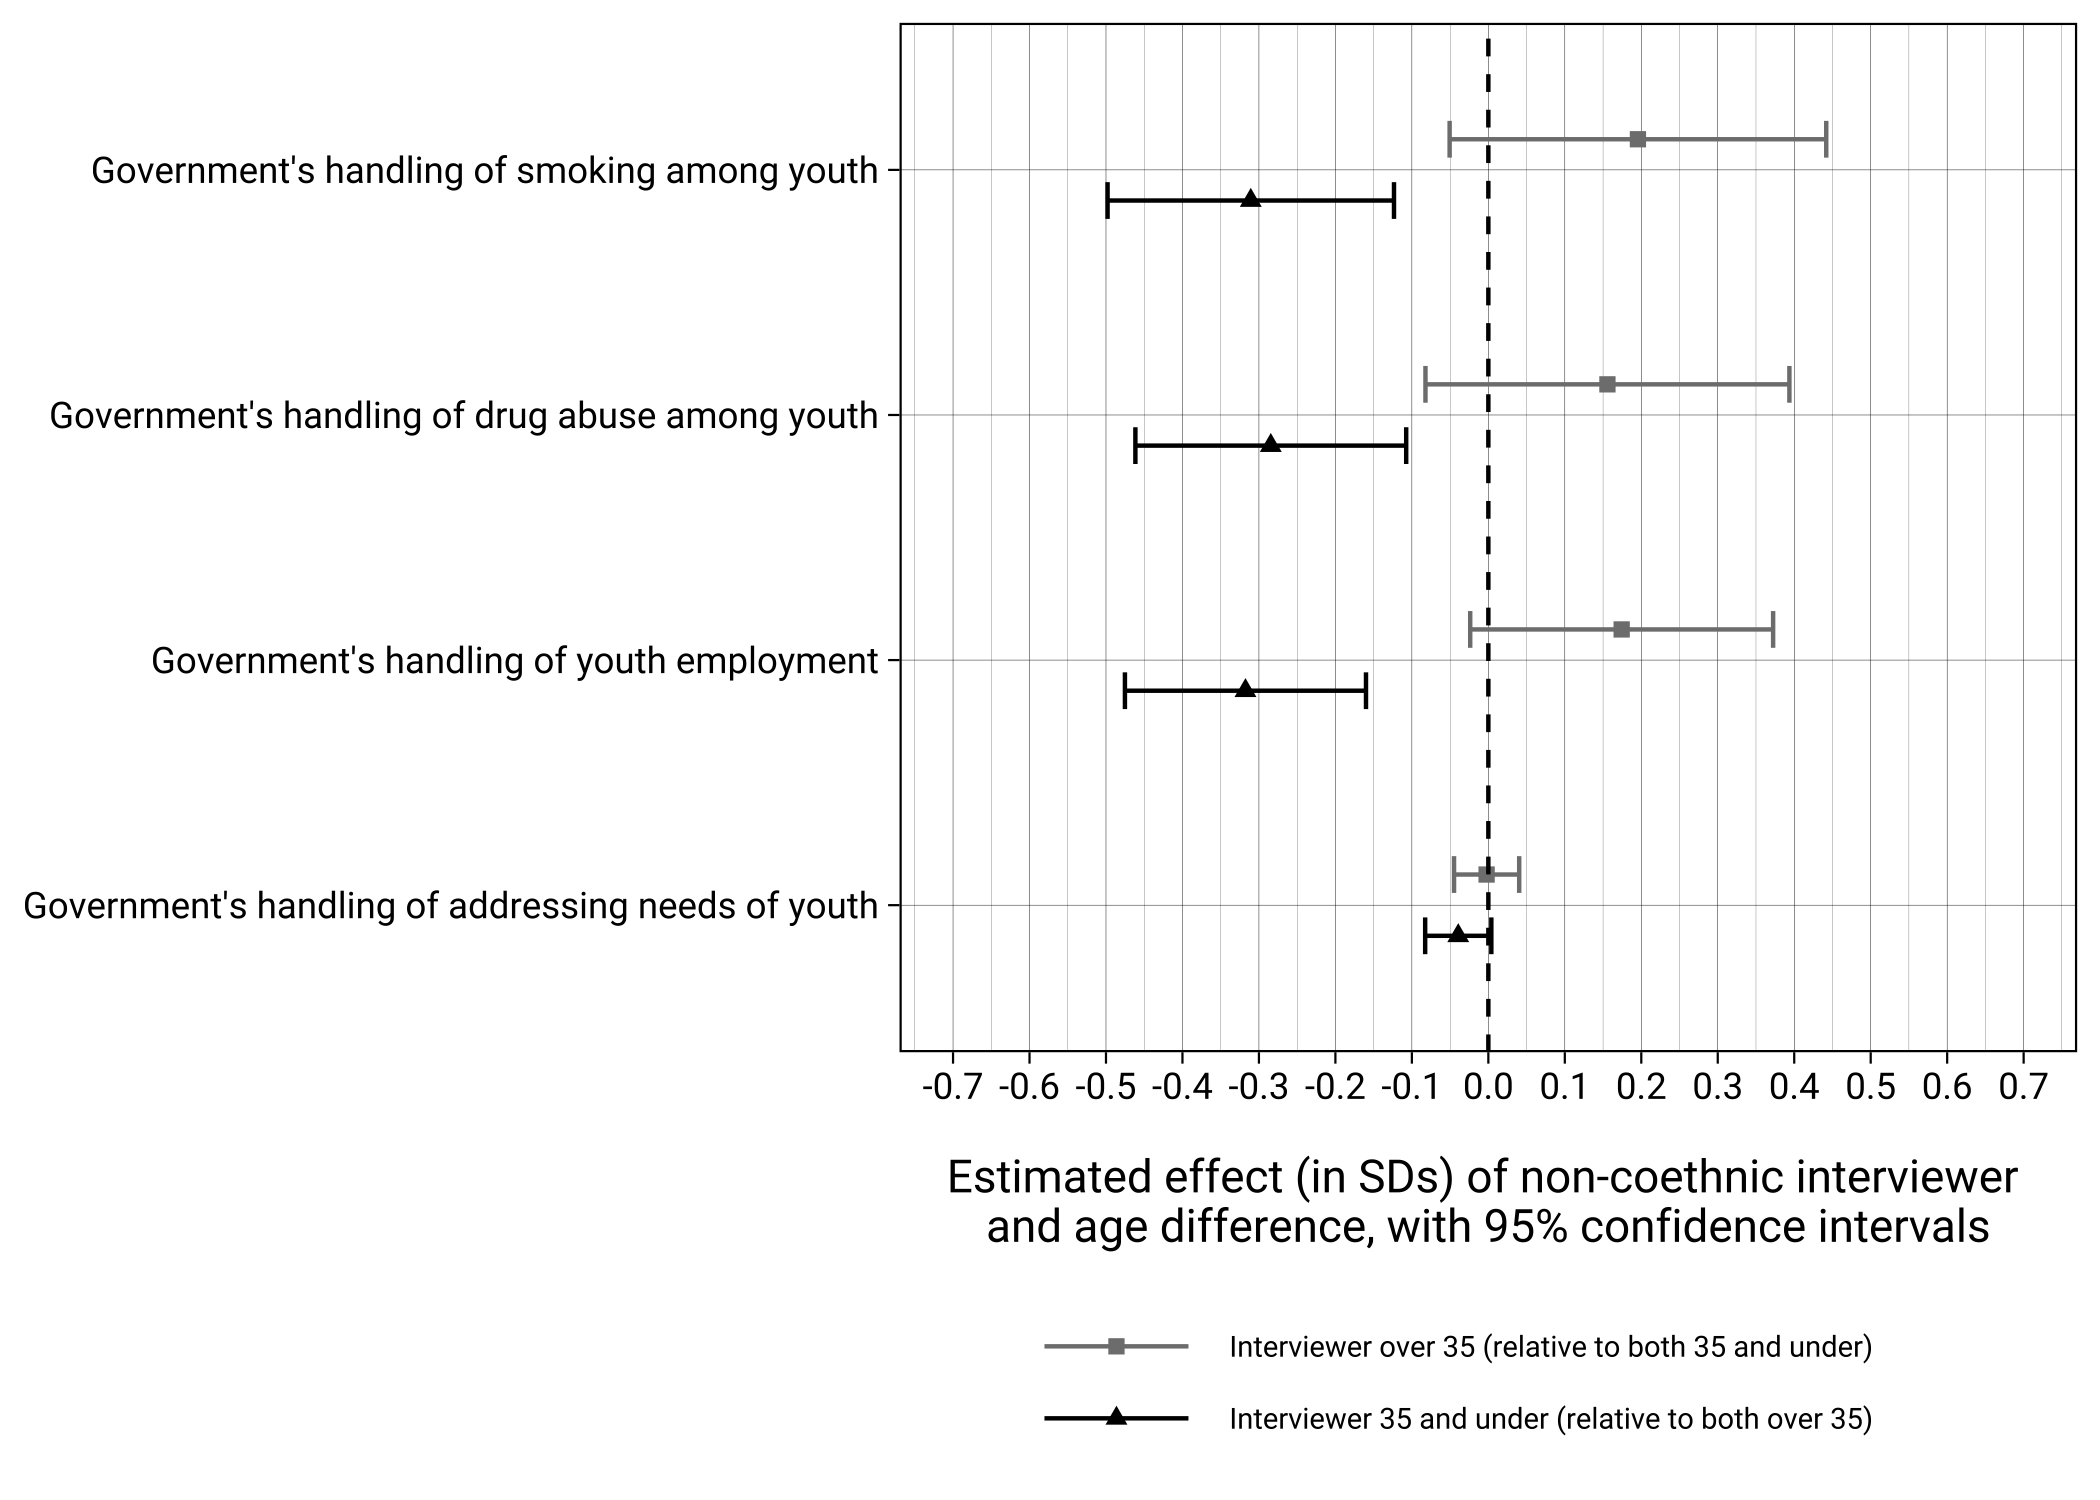 Government's handling of smoking among youth
Government's handling of drug abuse among youth
Government's handling of youth employment
Government's handling of addressing needs of youth
-0.7 -0.6 -0.5 -0.4 -0.3 -0.2 -0.1 0.0 0.1 0.2 0.3 0.4 0.5 0.6 0.7
Estimated effect (in SDs) of non-coethnic interviewer
and age difference, with 95% confidence intervals
Interviewer over 35 (relative to both 35 and under)
Interviewer 35 and under (relative to both over 35)